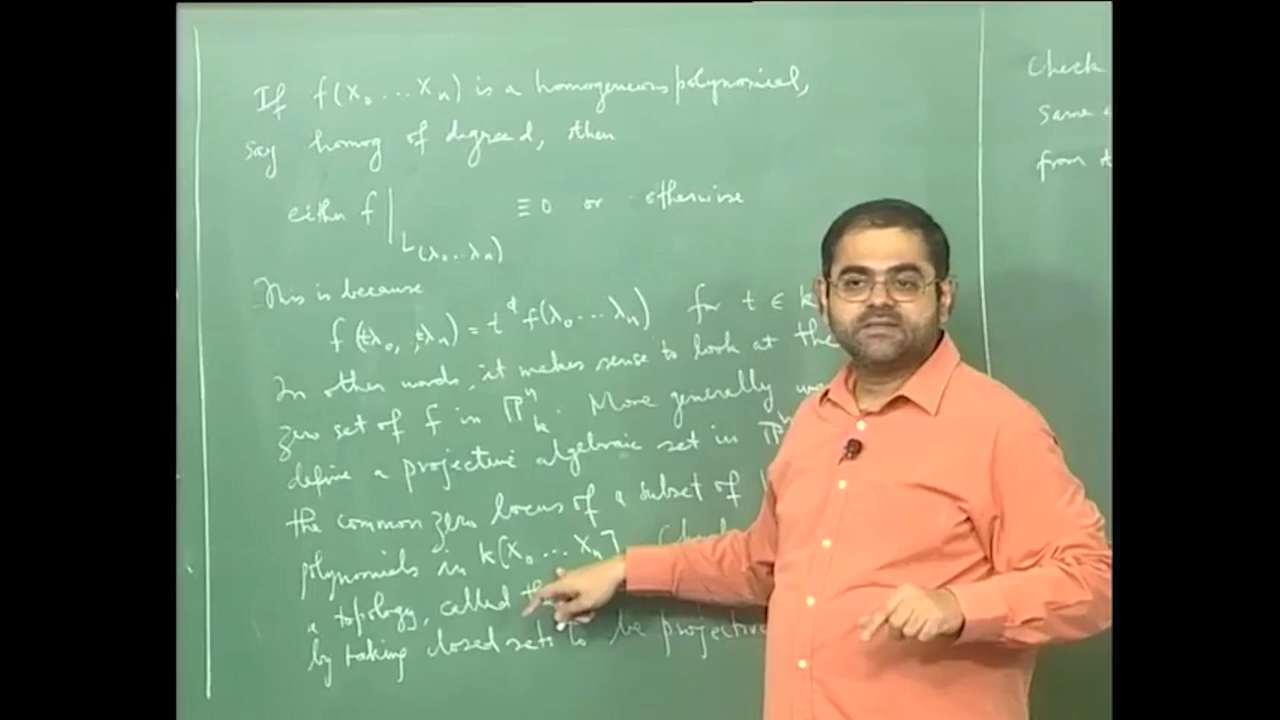 If f(X₀ ... Xₙ) is a homogeneous polynomial,
say homog of degree d, then
either f|_L(λ₀...λₙ) ≡ 0 or otherwise
This is because
f(tλ₀, , tλₙ) = t^d f(λ₀ ... λₙ) for t ∈ k
In other words, it makes sense to look at the
zero set of f in ℙⁿ_k. More generally we
define a projective algebraic set in ℙⁿ
the common zero locus of a subset of
polynomials in k[X₀ ... Xₙ]
a topology, called
by taking closed sets to be projective
Check
same
from